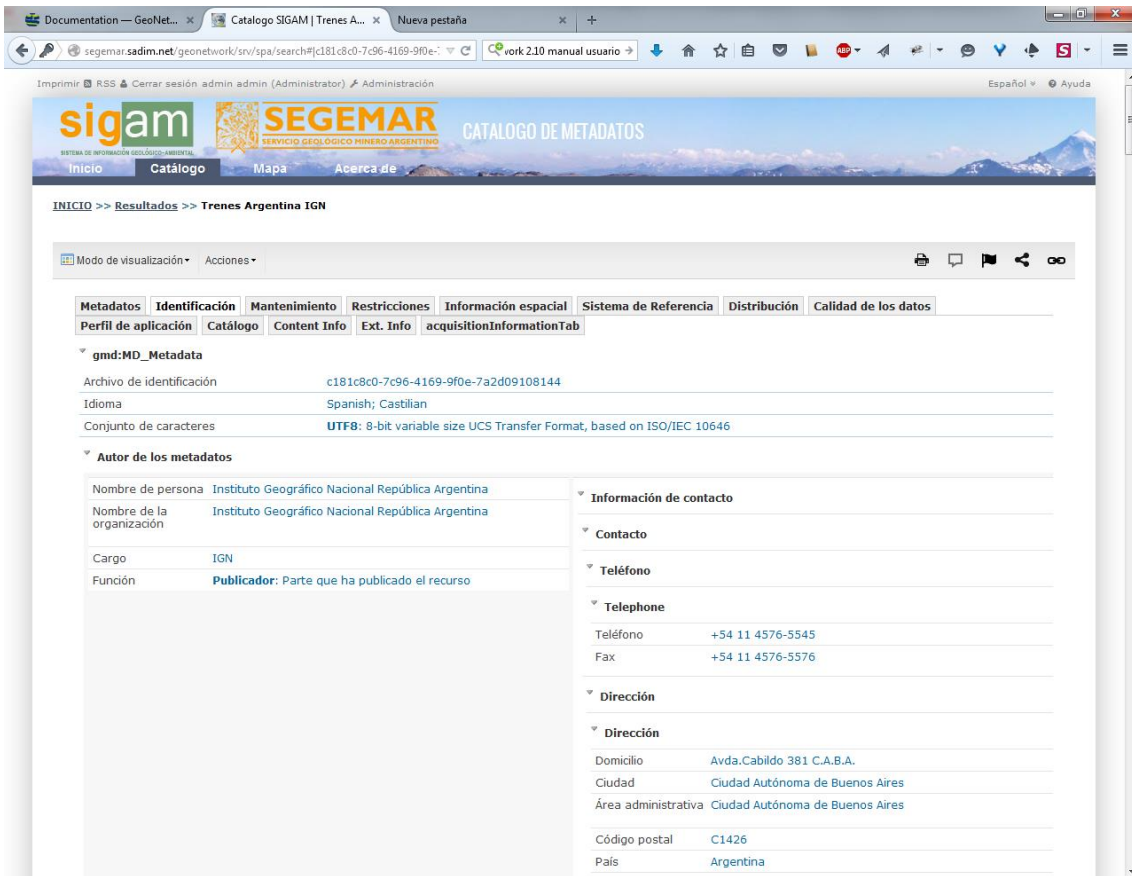 Documentation — GeoNet...
Catalogo SIGAM | Trenes A...
Nueva pestaña
segemar.sadim.net/geonetwork/srv/spa/search#|c181c8c0-7c96-4169-9f0e-7
work 2.10 manual usuario
Imprimir RSS Cerrar sesión admin admin (Administrator) Administración
Español Ayuda
sigam
SISTEMA DE INFORMACIÓN GEOLÓGICO-AMBIENTAL
SEGEMAR
SERVICIO GEOLOGICO MINERO ARGENTINO
CATALOGO DE METADATOS
Inicio Catálogo Mapa Acerca de
INICIO >> Resultados >> Trenes Argentina IGN
Modo de visualización Acciones
Metadatos Identificación Mantenimiento Restricciones Información espacial Sistema de Referencia Distribución Calidad de los datos
Perfil de aplicación Catálogo Content Info Ext. Info acquisitionInformationTab
gmd:MD_Metadata
Archivo de identificación c181c8c0-7c96-4169-9f0e-7a2d09108144
Idioma Spanish; Castilian
Conjunto de caracteres UTF8: 8-bit variable size UCS Transfer Format, based on ISO/IEC 10646
Autor de los metadatos
Nombre de persona Instituto Geográfico Nacional República Argentina
Nombre de la organización Instituto Geográfico Nacional República Argentina
Cargo IGN
Función Publicador: Parte que ha publicado el recurso
Información de contacto
Contacto
Teléfono
Telephone
Teléfono +54 11 4576-5545
Fax +54 11 4576-5576
Dirección
Dirección
Domicilio Avda.Cabildo 381 C.A.B.A.
Ciudad Ciudad Autónoma de Buenos Aires
Área administrativa Ciudad Autónoma de Buenos Aires
Código postal C1426
País Argentina